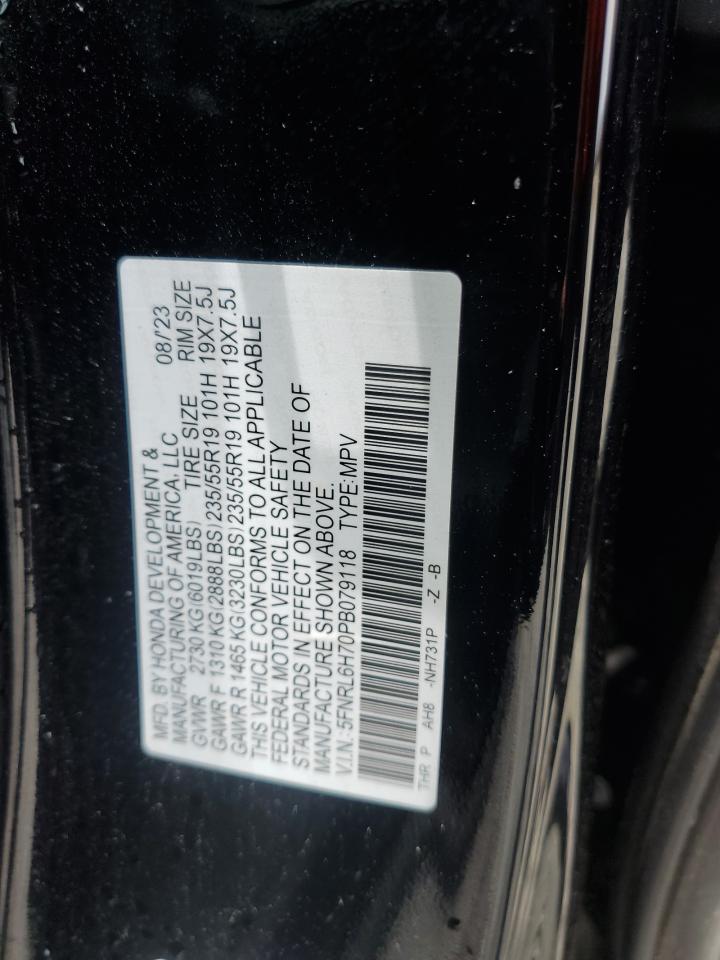 MFD. BY HONDA DEVELOPMENT & 08/'23
MANUFACTURING OF AMERICA, LLC
GVWR 2730 KG(6019LBS) TIRE SIZE RIM SIZE
GAWR F 1310 KG(2888LBS) 235/55R19 101H 19X7.5J
GAWR R 1465 KG(3230LBS) 235/55R19 101H 19X7.5J
THIS VEHICLE CONFORMS TO ALL APPLICABLE
FEDERAL MOTOR VEHICLE SAFETY
STANDARDS IN EFFECT ON THE DATE OF
MANUFACTURE SHOWN ABOVE.
V.I.N.: 5FNRL6H70PB079118 TYPE:MPV
THR P AH8 -NH731P -Z -B